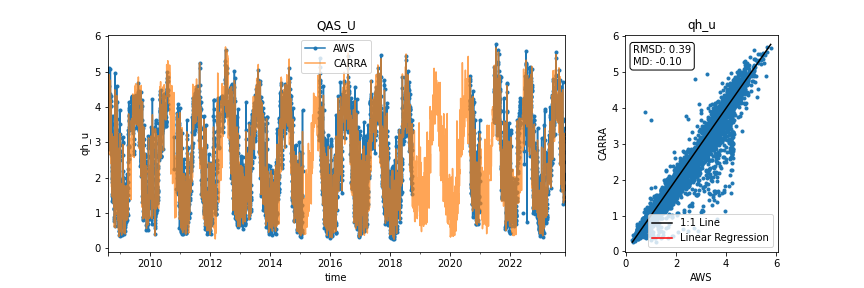 QAS_U
qh_u
6
5
4
3
2
1
0
AWS
CARRA
2010
2012
2014
2016
2018
2020
2022
time
qh_u
RMSD: 0.39
MD: -0.10
CARRA
6
5
4
3
2
1
0
1:1 Line
Linear Regression
0
2
4
6
AWS